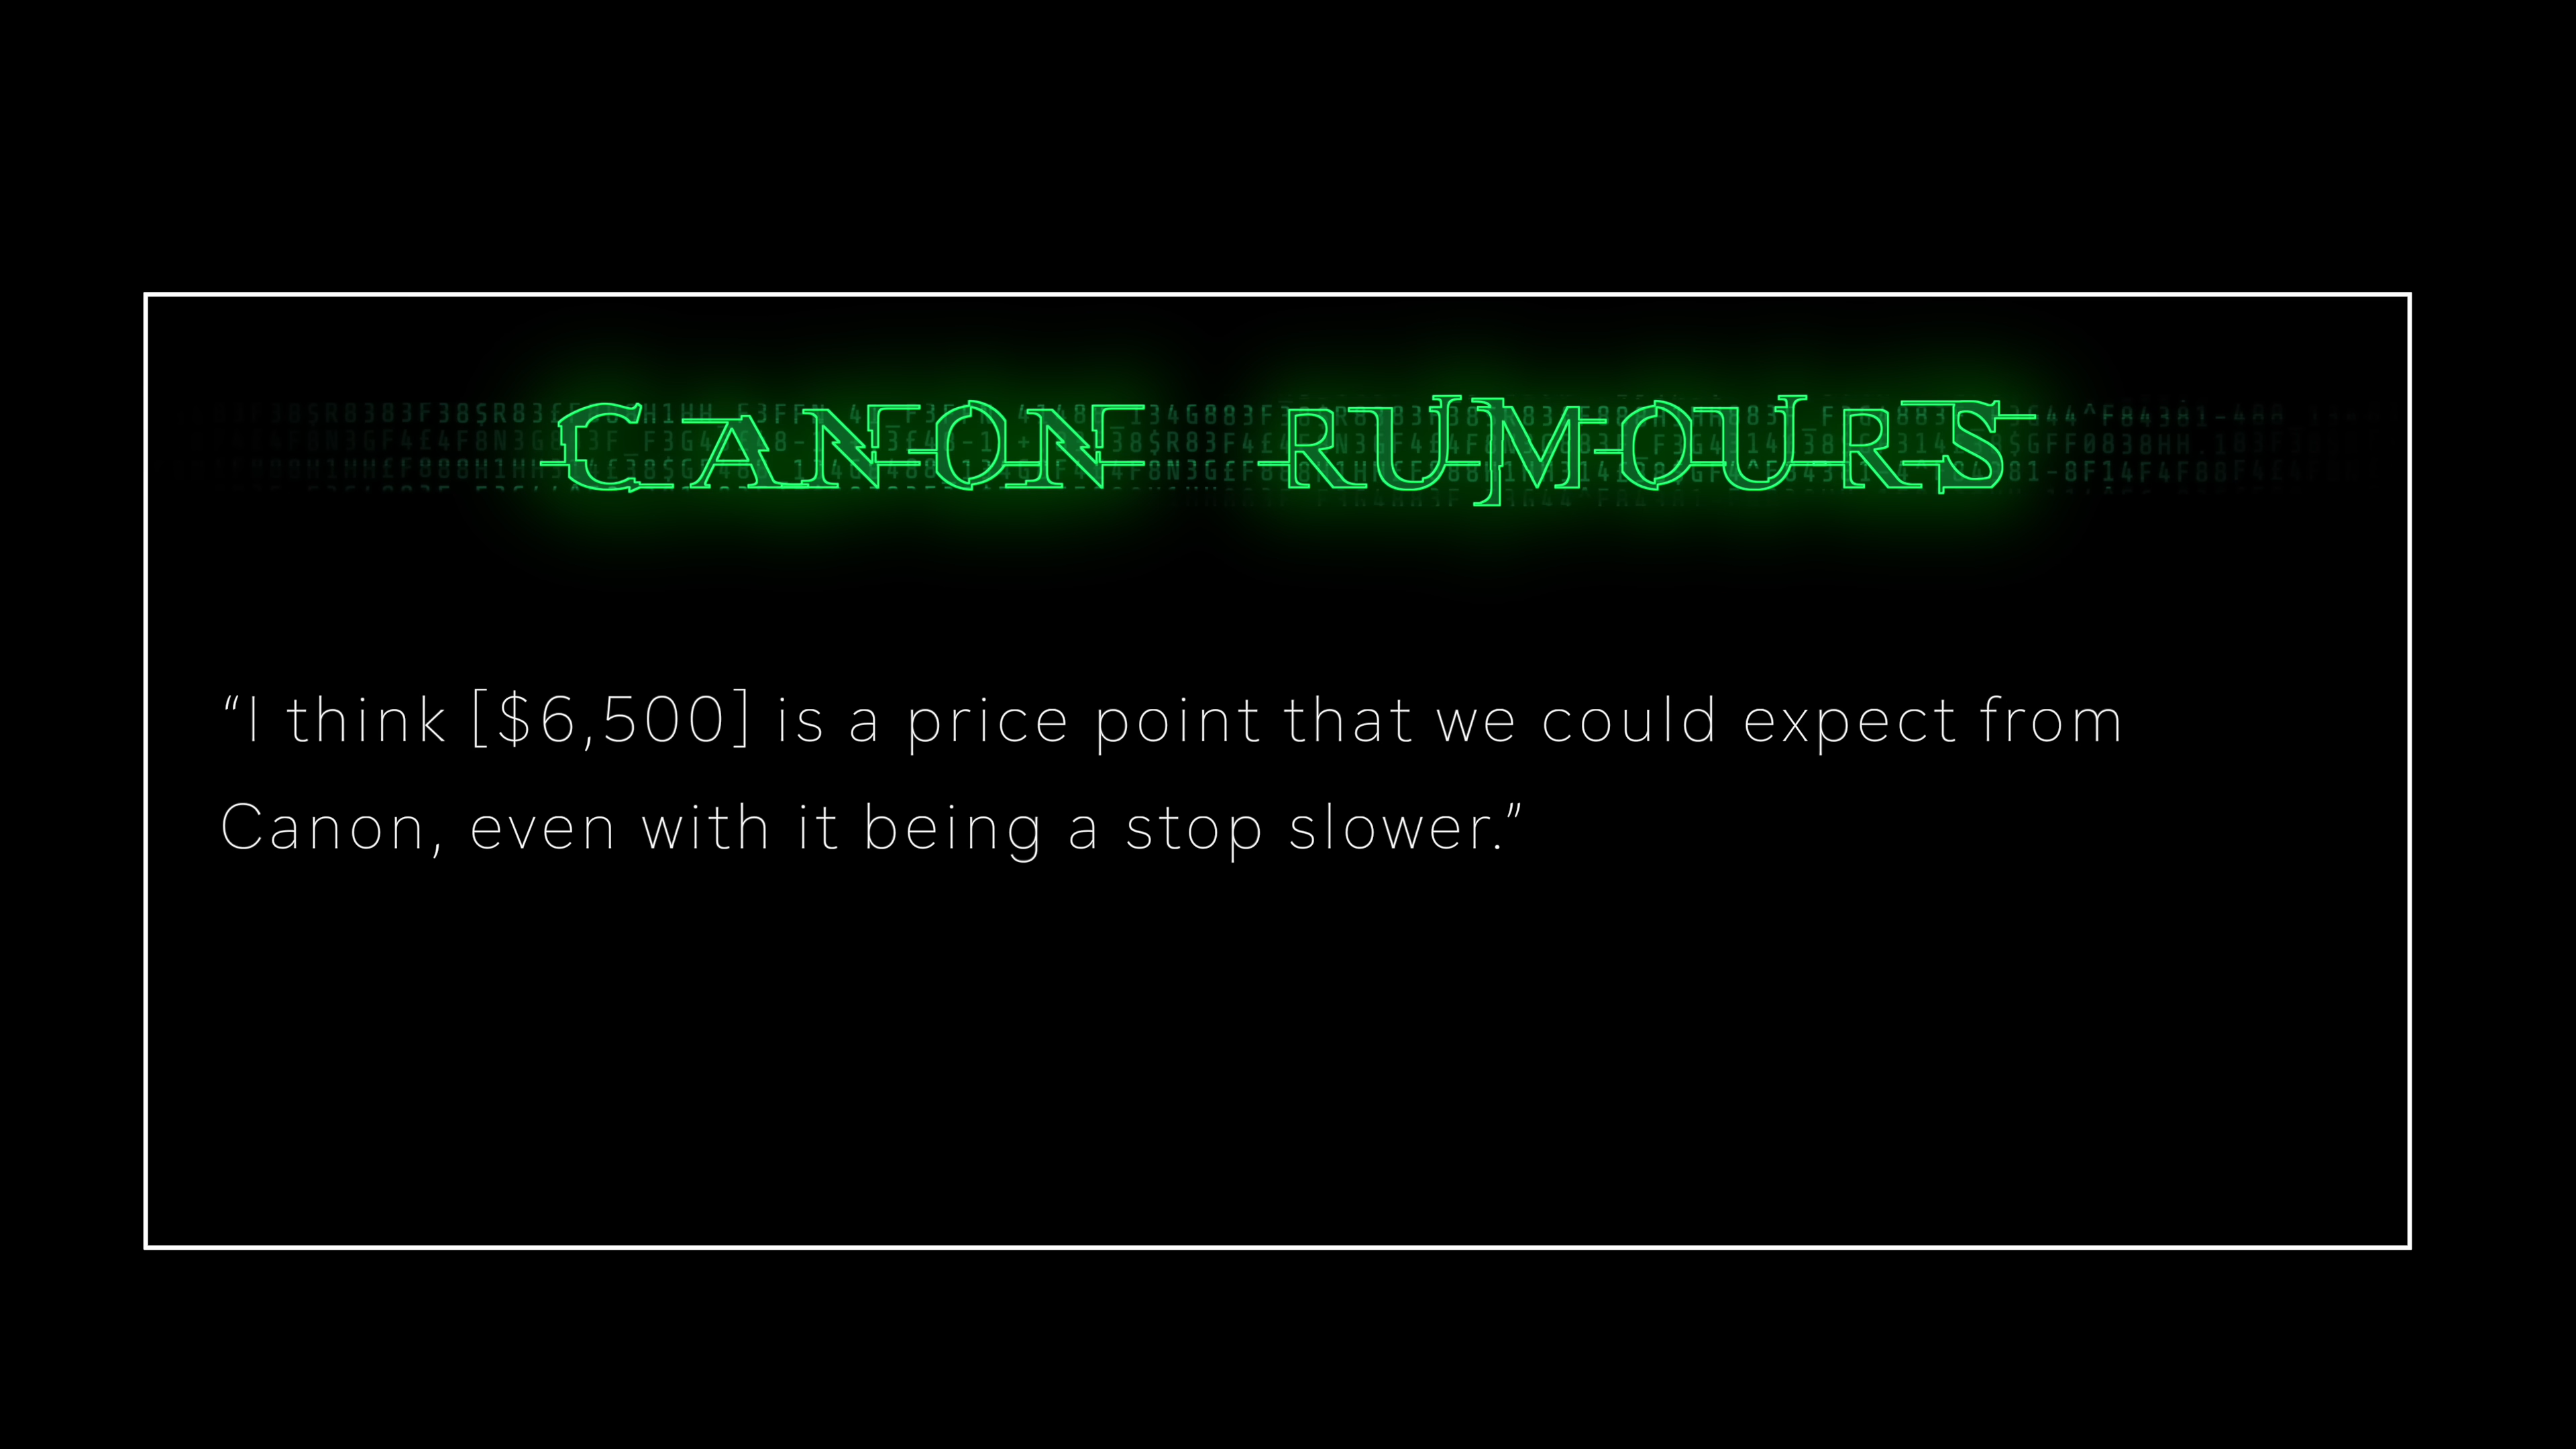 CANON RUMOURS
“I think [$6,500] is a price point that we could expect from
Canon, even with it being a stop slower.”